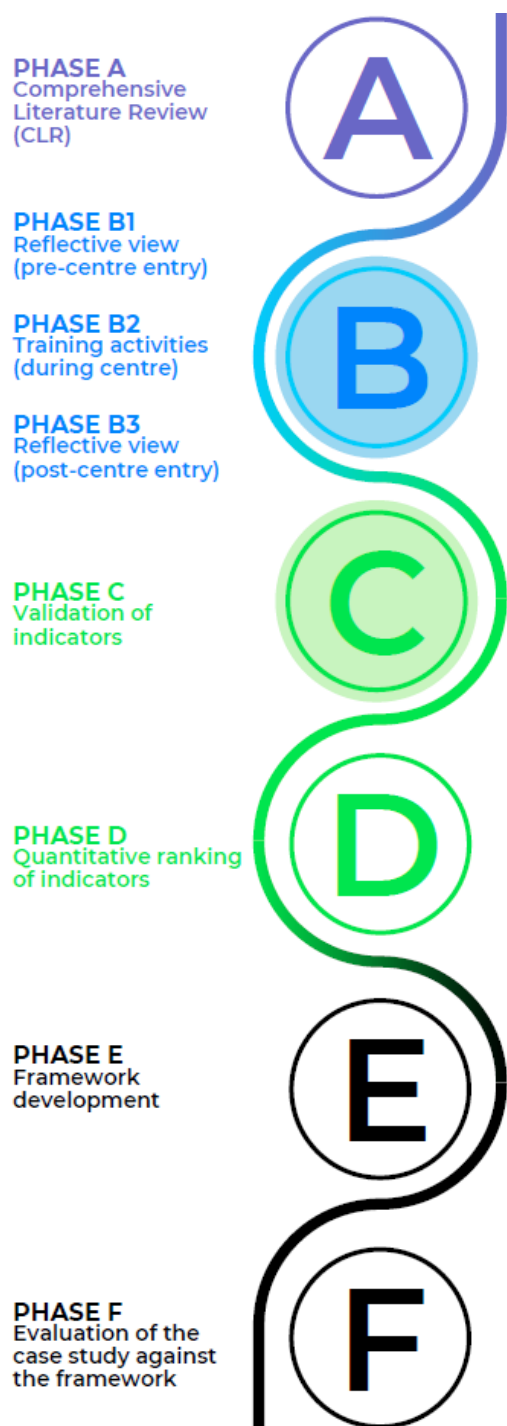 PHASE A
Comprehensive
Literature Review
(CLR)
A
PHASE B1
Reflective view
(pre-centre entry)
PHASE B2
Training activities
(during centre)
B
PHASE B3
Reflective view
(post-centre entry)
PHASE C
Validation of
indicators
C
PHASE D
Quantitative ranking
of indicators
D
PHASE E
Framework
development
E
PHASE F
Evaluation of the
case study against
the framework
F